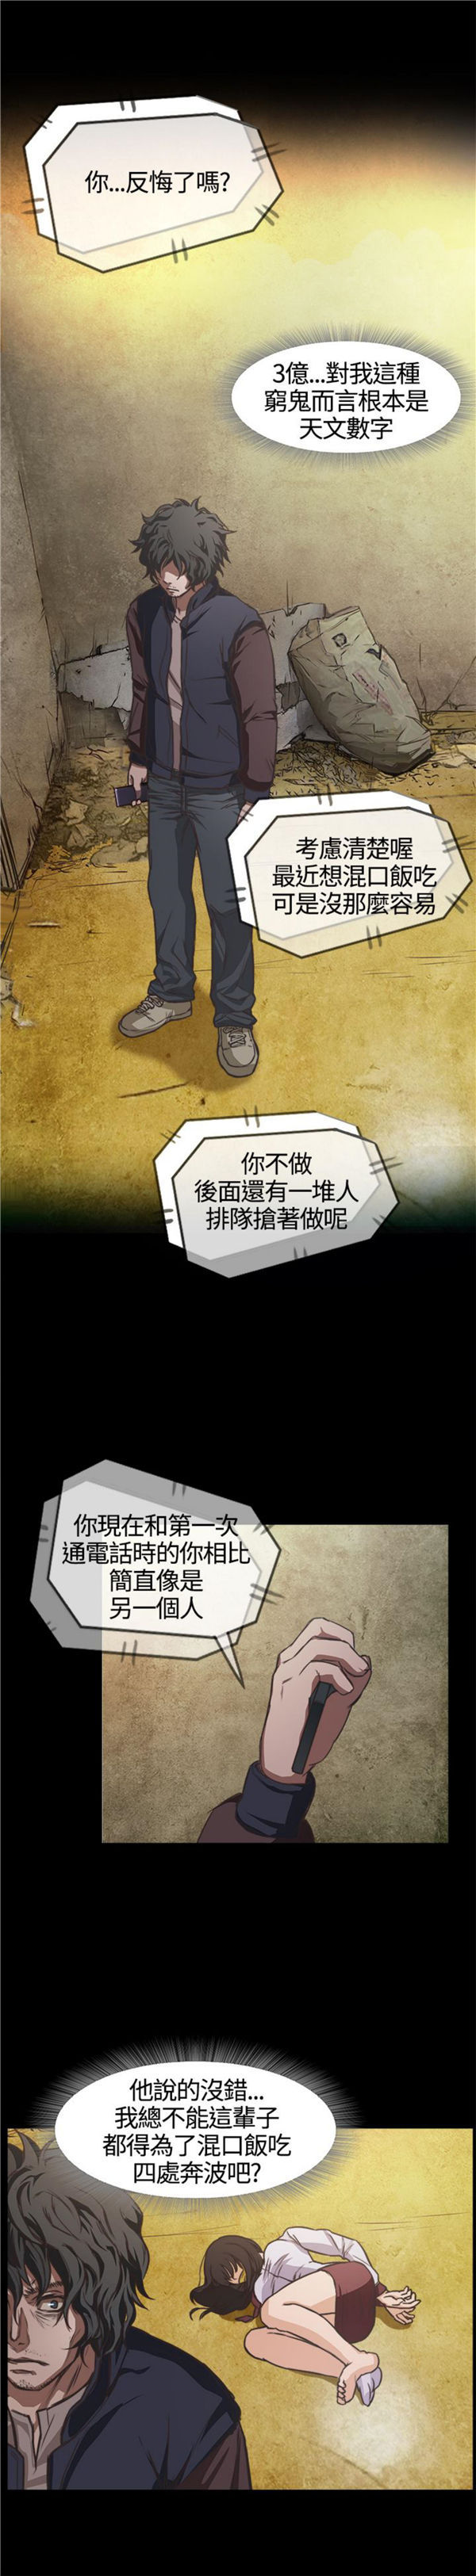 你...反悔了嗎?
3億...對我這種
窮鬼而言根本是
天文數字
考慮清楚喔
最近想混口飯吃
可是沒那麼容易
你不做
後面還有一堆人
排隊搶著做呢
你現在和第一次
通電話時的你相比
簡直像是
另一個人
他說的沒錯...
我總不能這輩子
都得為了混口飯吃
四處奔波吧?